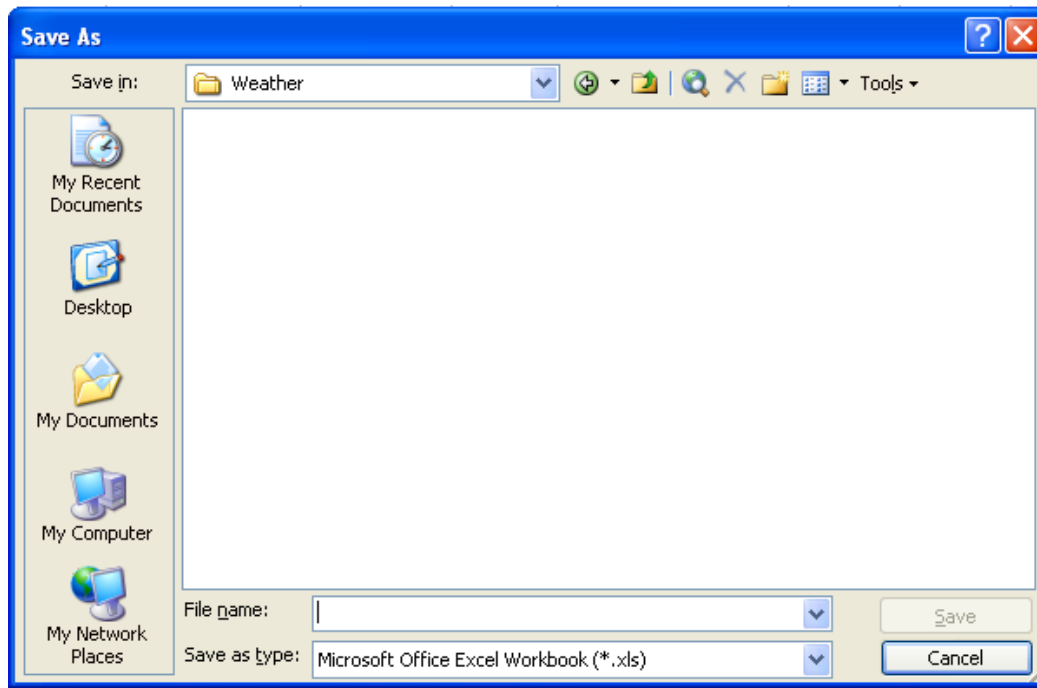 Save As
Save in:
Weather
Tools
My Recent
Documents
Desktop
My Documents
My Computer
My Network
Places
File name:
Save
Save as type:
Microsoft Office Excel Workbook (*.xls)
Cancel